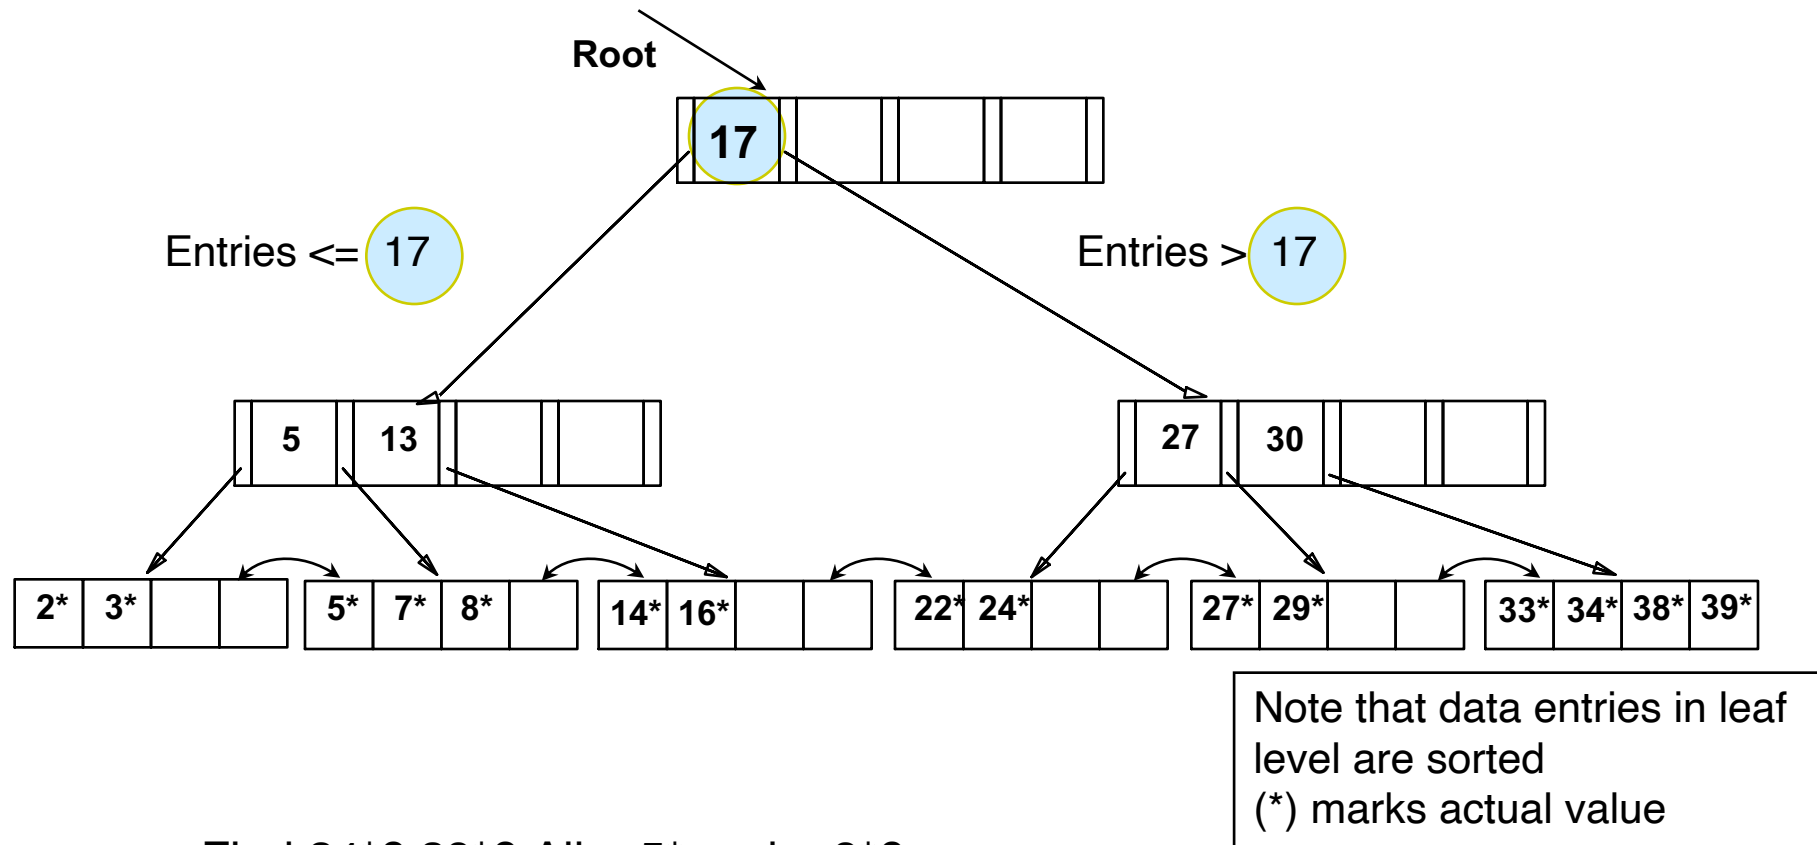 Root
17
Entries <= 17
Entries > 17
5 13
27 30
2* 3*
5* 7* 8*
14* 16*
22* 24*
27* 29*
33* 34* 38* 39*
Note that data entries in leaf
level are sorted
(*) marks actual value